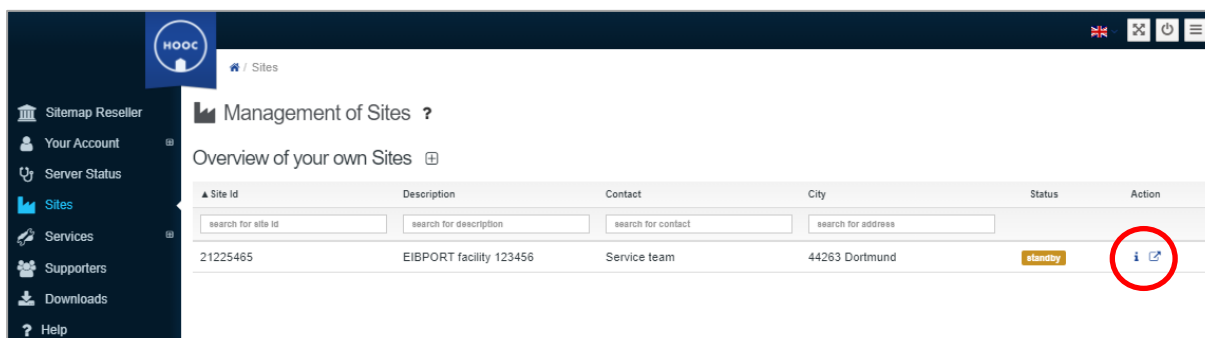 HOOC
/ Sites
Sitemap Reseller
Your Account
Server Status
Sites
Services
Supporters
Downloads
? Help
Management of Sites ?
Overview of your own Sites
▲ Site Id Description Contact City Status Action
search for site id search for description search for contact search for address
21225465 EIBPORT facility 123456 Service team 44263 Dortmund standby i